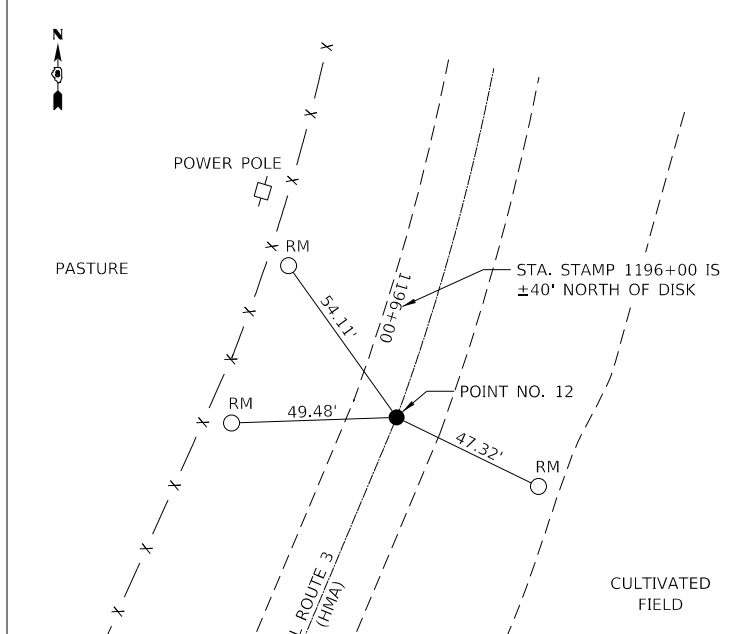 N
POWER POLE
RM
PASTURE
STA. STAMP 1196+00 IS
±40' NORTH OF DISK
1196+00
54.11'
POINT NO. 12
RM
49.48'
47.32'
RM
L ROUTE 3
(HMA)
CULTIVATED
FIELD
X
X
X
X
X
X
X
X
X
X